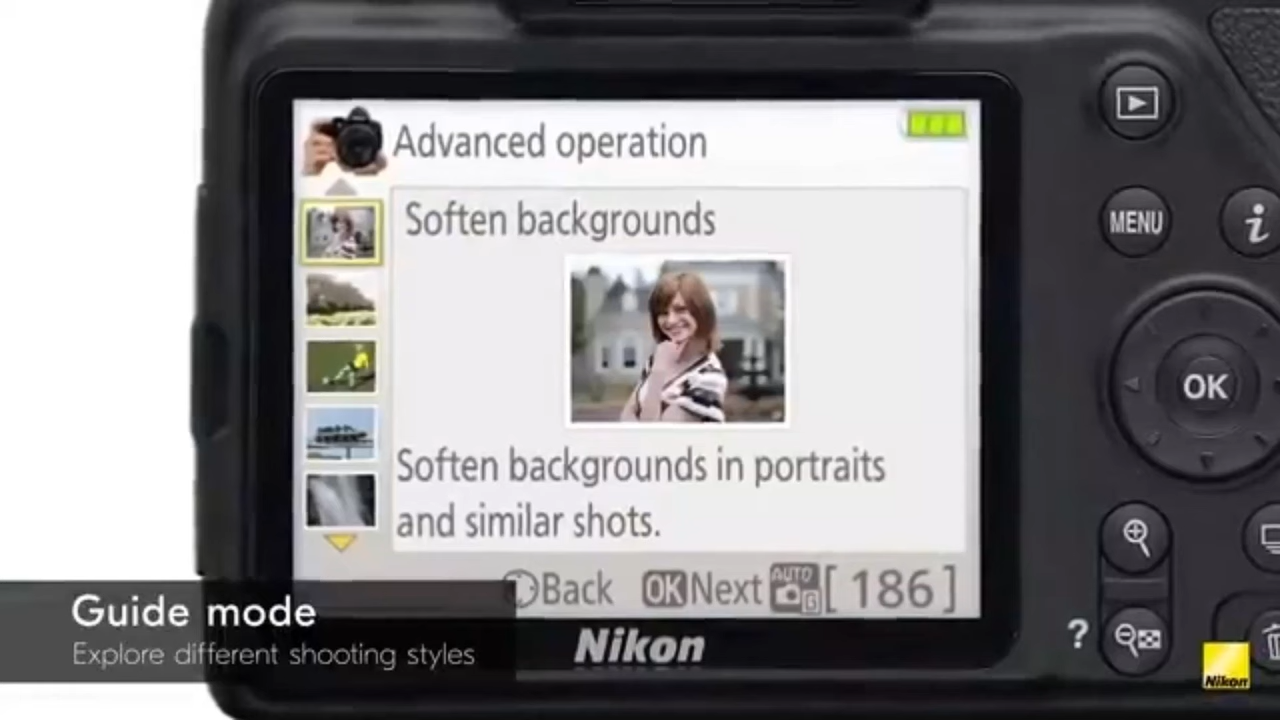 Advanced operation
Soften backgrounds
Soften backgrounds in portraits
and similar shots.
Back OK Next AUTO G [ 186 ]
Nikon
MENU
i
OK
?
Guide mode
Explore different shooting styles
Nikon